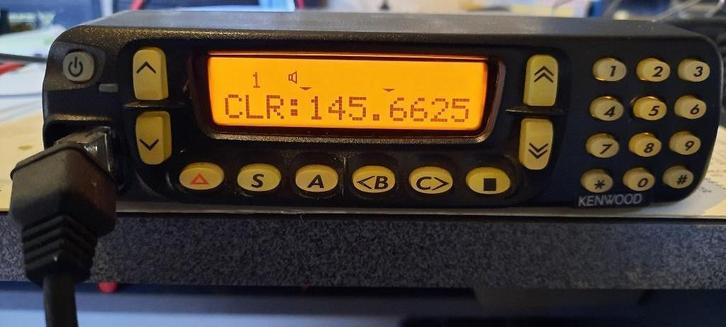 1
CLR:145.6625
S A <B C>
1 2 3
4 5 6
7 8 9
* 0 #
KENWOOD